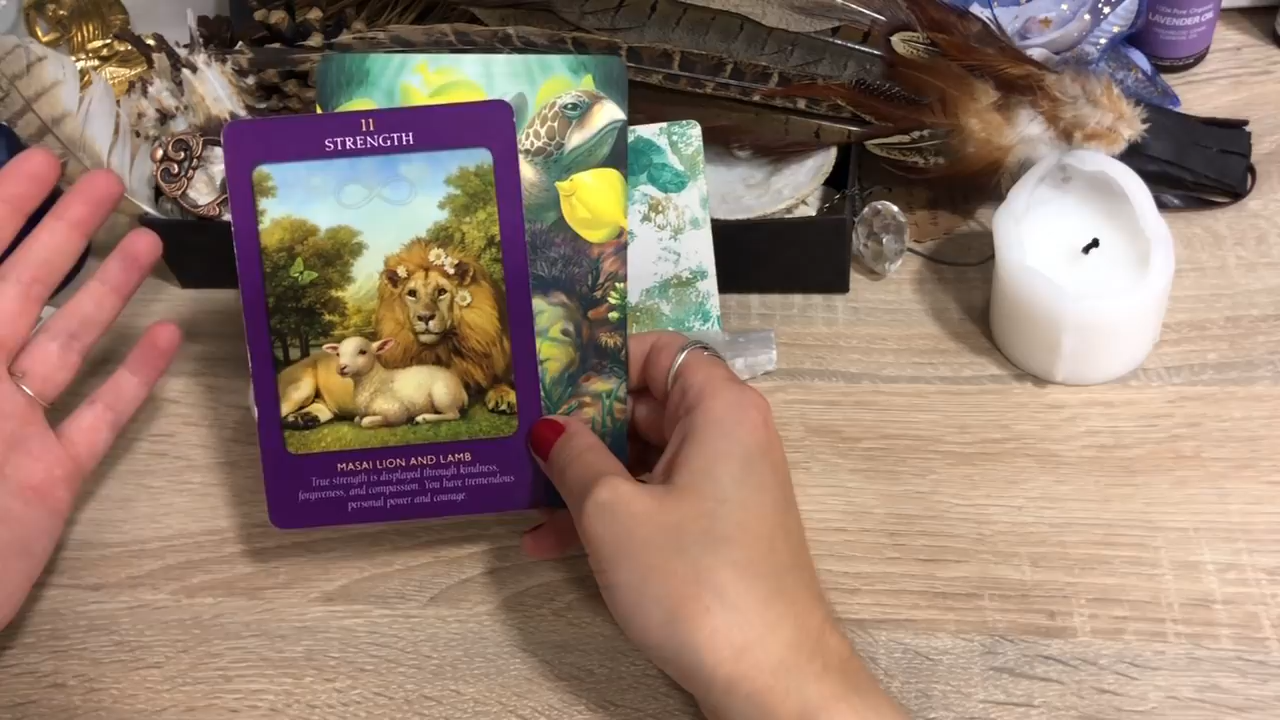 11
STRENGTH
MASAI LION AND LAMB
True strength is displayed through kindness,
forgiveness, and compassion. You have tremendous
personal power and courage.
LAVENDER OIL